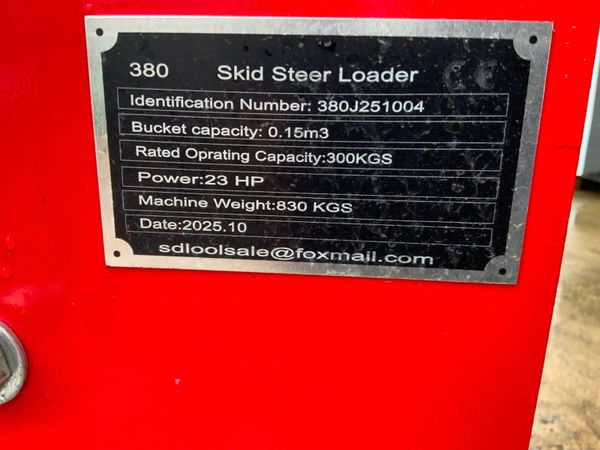 380 Skid Steer Loader
Identification Number: 380J251004
Bucket capacity: 0.15m3
Rated Oprating Capacity:300KGS
Power:23 HP
Machine Weight:830 KGS
Date:2025.10
sdloolsale@foxmail.com